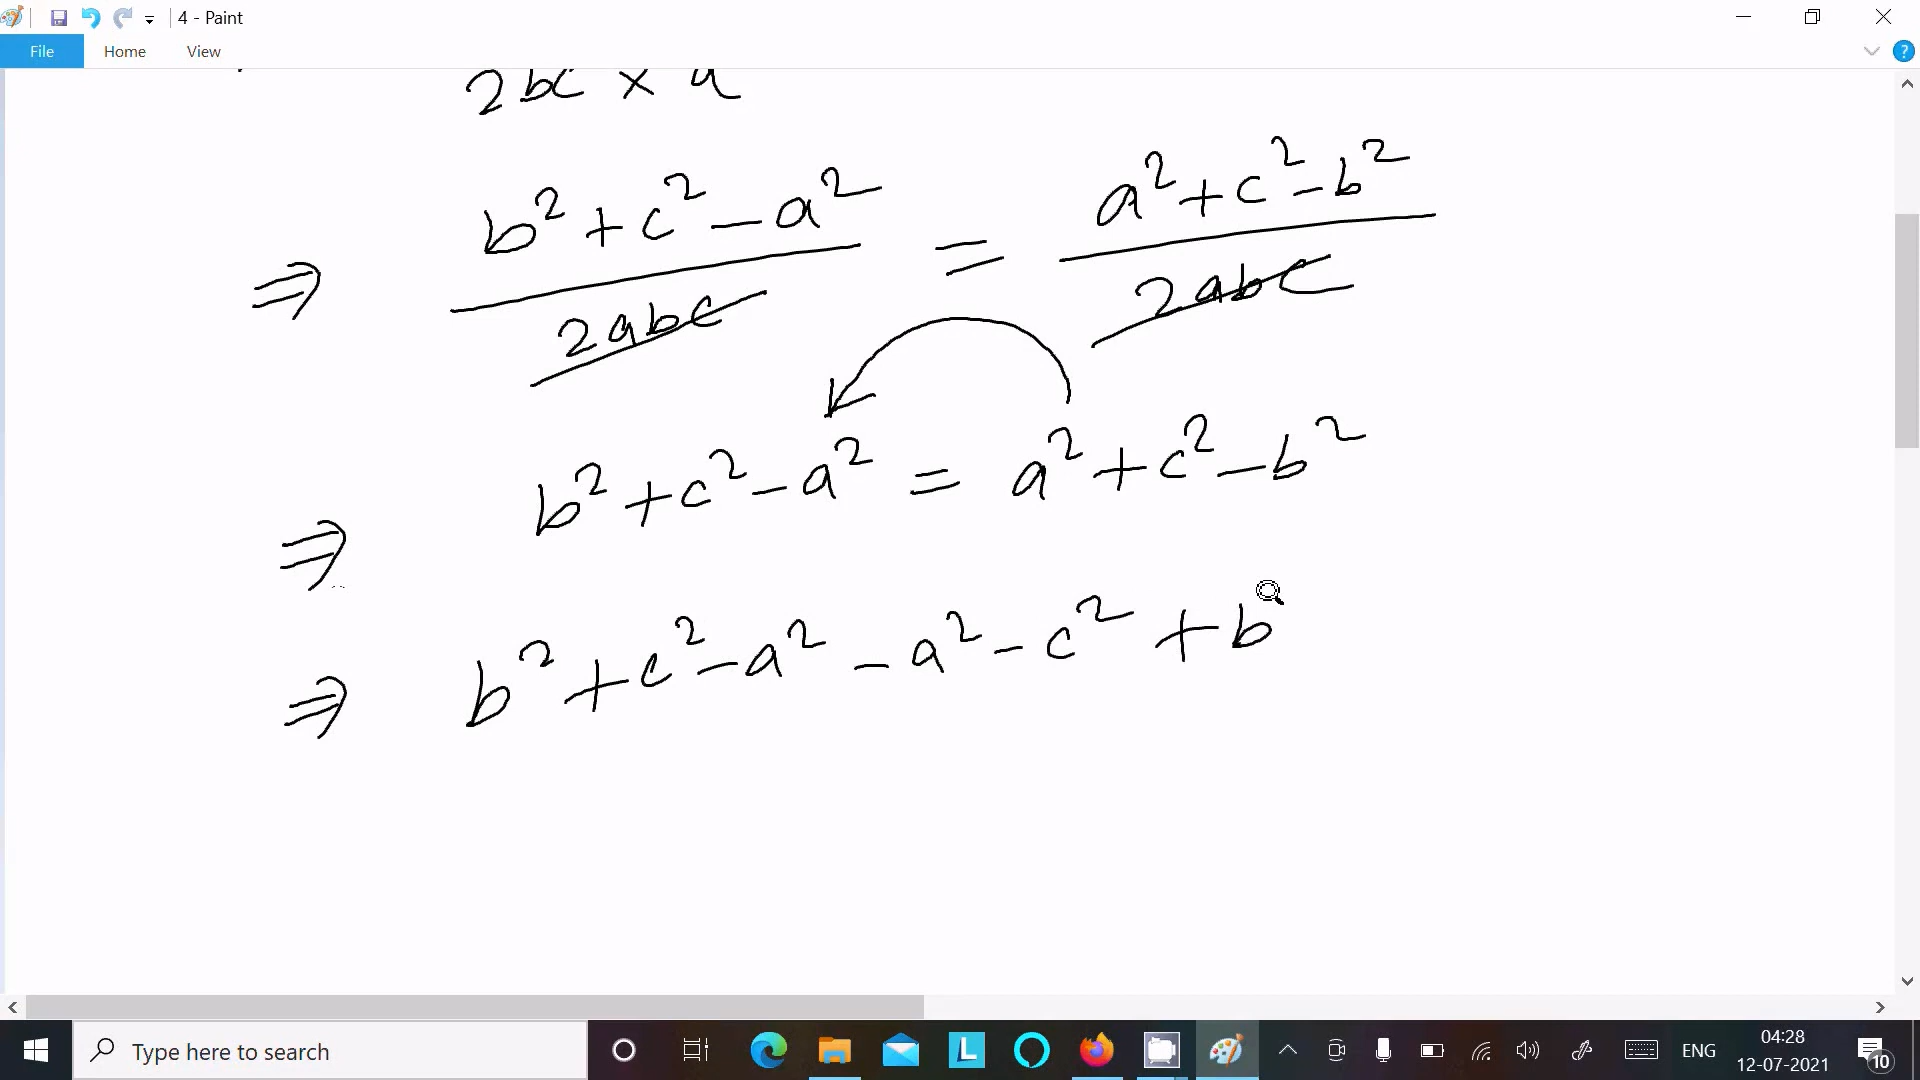 4 - Paint
File Home View
2bc × a
⇒ b² + c² - a² / 2abc = a² + c² - b² / 2abc
⇒ b² + c² - a² = a² + c² - b²
⇒ b² + c² - a² - a² - c² + b
Type here to search
ENG
04:28
12-07-2021
10